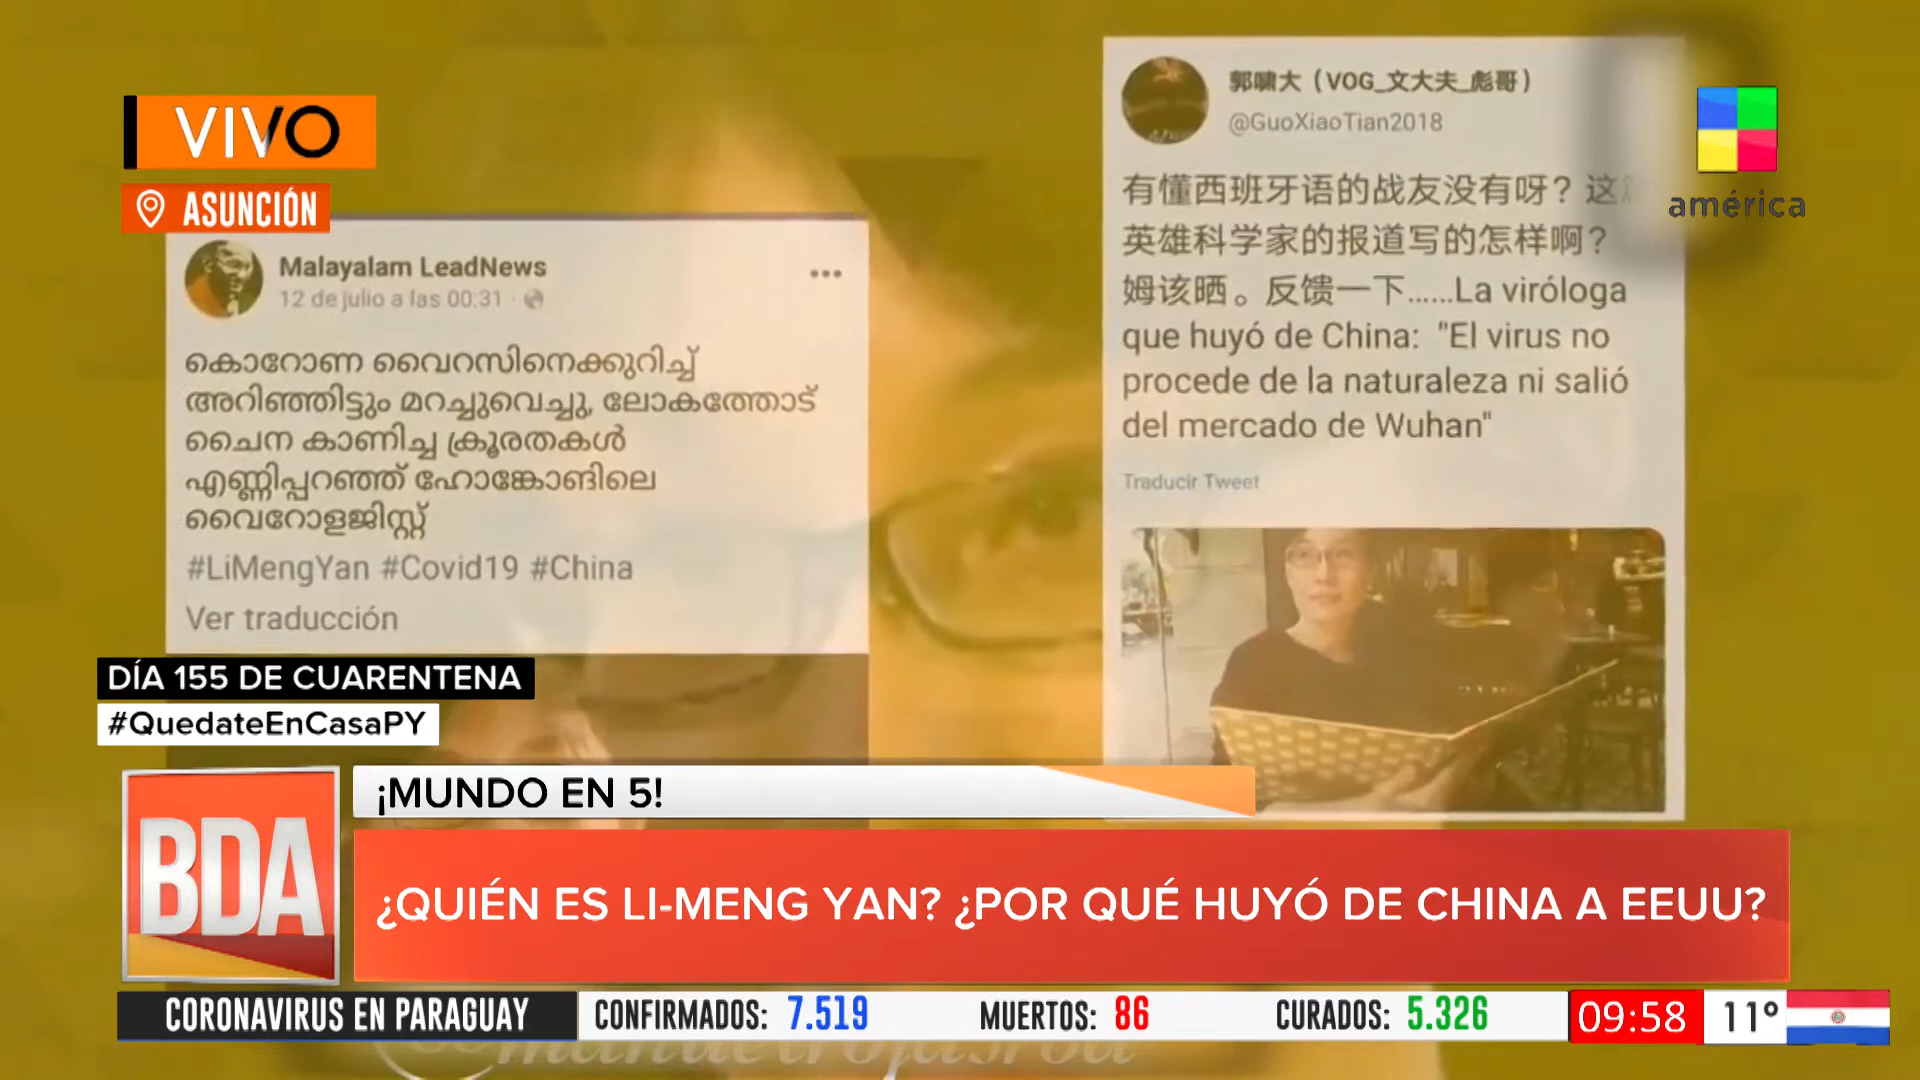 VIVO
ASUNCIÓN
américa
郭啸大（VOG_文大夫_彪哥）
@GuoXiaoTian2018
有懂西班牙语的战友没有呀？这
英雄科学家的报道写的怎样啊？
姆该晒。反馈一下……La viróloga
que huyó de China: "El virus no
procede de la naturaleza ni salió
del mercado de Wuhan"
Traducir Tweet
Malayalam LeadNews
12 de julio a las 00:31
കൊറോണ വൈറസിനെക്കുറിച്ച്
അറിഞ്ഞിട്ടും മറച്ചുവെച്ചു, ലോകത്തോട്
ചൈന കാണിച്ച ക്രൂരതകൾ
എണ്ണിപ്പറഞ്ഞ് ഹോങ്കോങിലെ
വൈറോളജിസ്റ്റ്
#LiMengYan #Covid19 #China
Ver traducción
DÍA 155 DE CUARENTENA
#QuedateEnCasaPY
BDA
¡MUNDO EN 5!
¿QUIÉN ES LI-MENG YAN? ¿POR QUÉ HUYÓ DE CHINA A EEUU?
CORONAVIRUS EN PARAGUAY CONFIRMADOS: 7.519 MUERTOS: 86 CURADOS: 5.326 09:58 11°